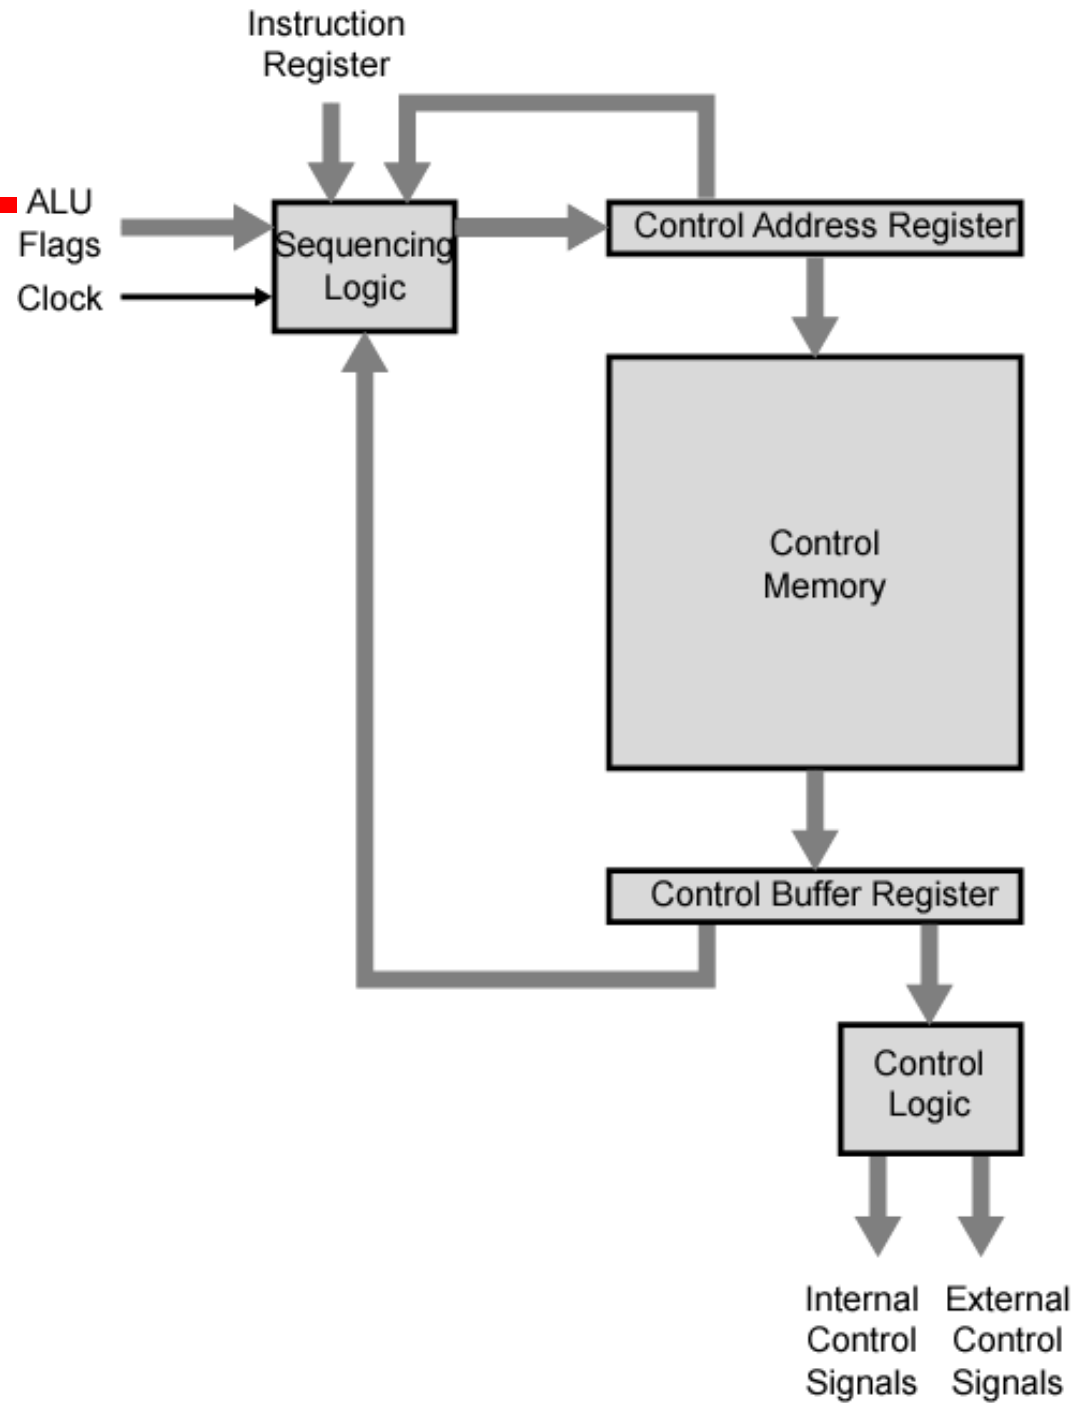 Instruction
Register
ALU
Flags
Clock
Sequencing
Logic
Control Address Register
Control
Memory
Control Buffer Register
Control
Logic
Internal
Control
Signals
External
Control
Signals